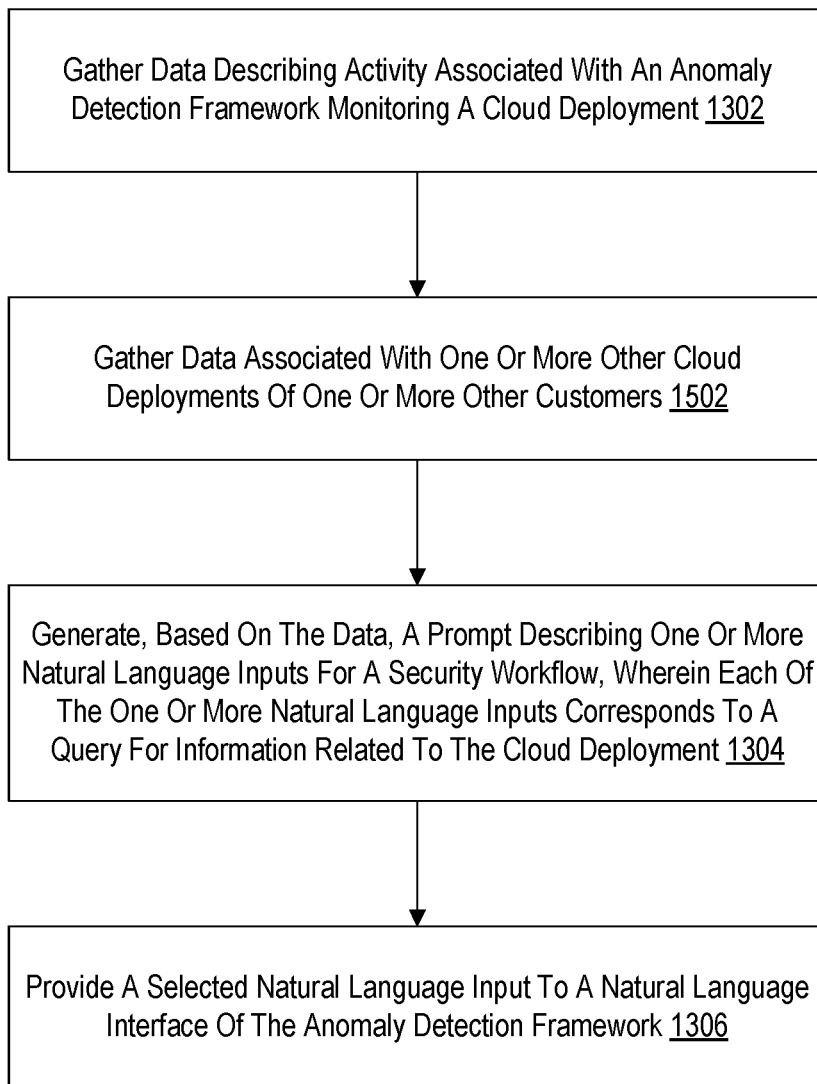 Gather Data Describing Activity Associated With An Anomaly
Detection Framework Monitoring A Cloud Deployment 1302
Gather Data Associated With One Or More Other Cloud
Deployments Of One Or More Other Customers 1502
Generate, Based On The Data, A Prompt Describing One Or More
Natural Language Inputs For A Security Workflow, Wherein Each Of
The One Or More Natural Language Inputs Corresponds To A
Query For Information Related To The Cloud Deployment 1304
Provide A Selected Natural Language Input To A Natural Language
Interface Of The Anomaly Detection Framework 1306